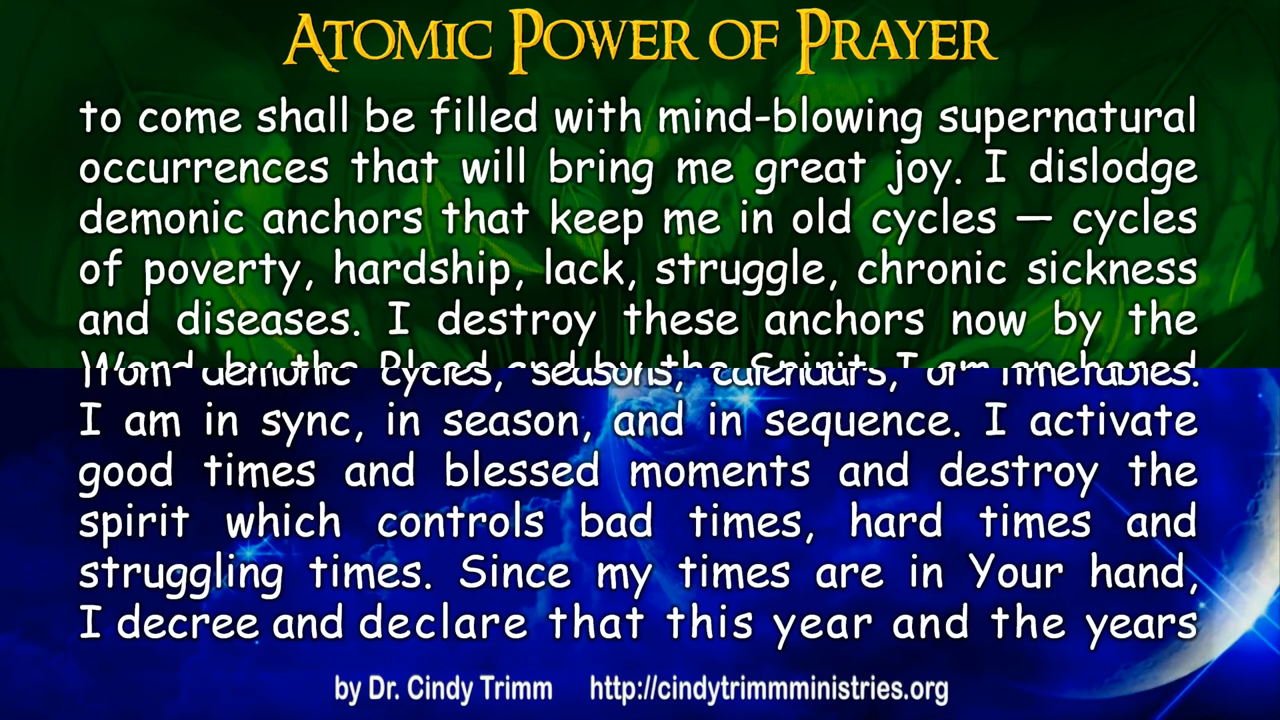 ATOMIC POWER OF PRAYER
to come shall be filled with mind-blowing supernatural
occurrences that will bring me great joy. I dislodge
demonic anchors that keep me in old cycles — cycles
of poverty, hardship, lack, struggle, chronic sickness
and diseases. I destroy these anchors now by the
I am in sync, in season, and in sequence. I activate
good times and blessed moments and destroy the
spirit which controls bad times, hard times and
struggling times. Since my times are in Your hand,
I decree and declare that this year and the years
by Dr. Cindy Trimm http://cindytrimmministries.org